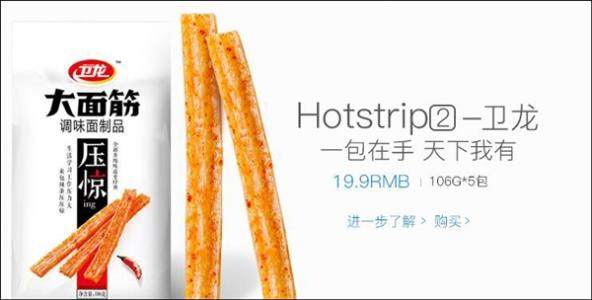 卫龙
™
大面筋
调味面制品
压惊
ing
Hotstrip2–卫龙
一包在手 天下我有
19.9RMB | 106G*5包
进一步了解> 购买>